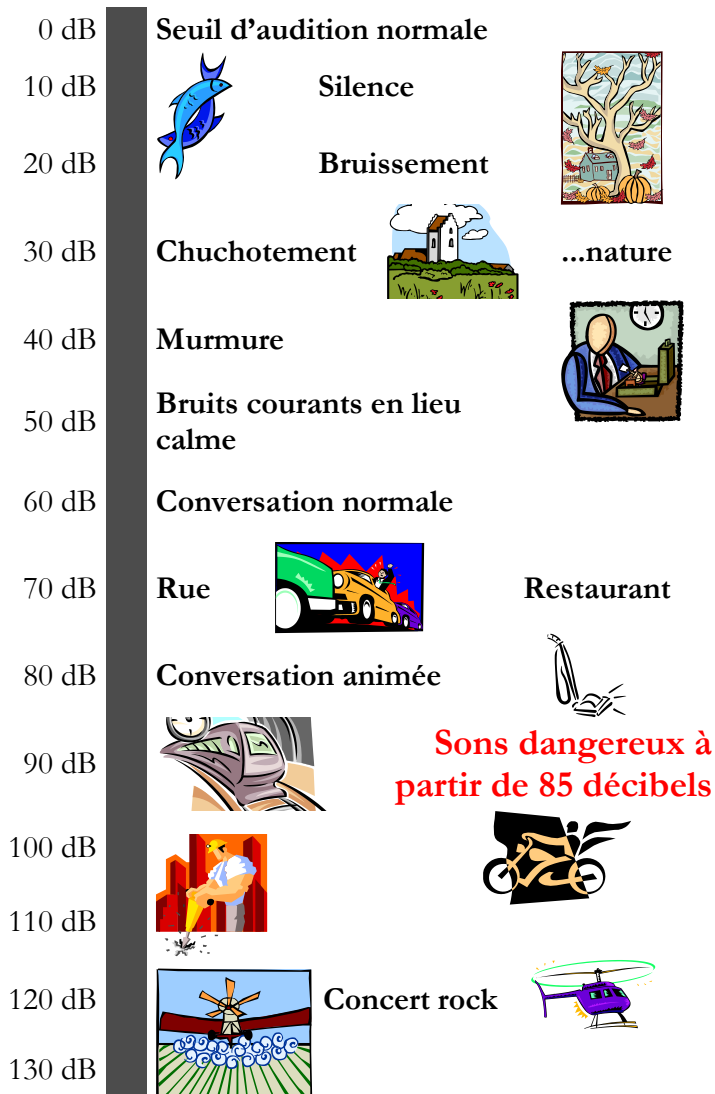 0 dB Seuil d'audition normale
10 dB Silence
20 dB Bruissement
30 dB Chuchotement ...nature
40 dB Murmure
50 dB Bruits courants en lieu
calme
60 dB Conversation normale
70 dB Rue Restaurant
80 dB Conversation animée
90 dB Sons dangereux à
partir de 85 décibels
100 dB
110 dB
120 dB Concert rock
130 dB